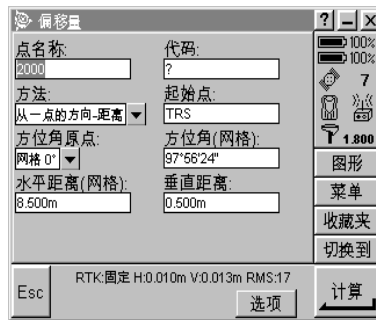 偏移量
? _ X
点名称:
代码:
2000
?
方法:
起始点:
从一点的方向-距离
TRS
方位角原点:
方位角(网格):
网格 0°
97°56'24"
水平距离(网格):
垂直距离:
8.500m
0.500m
100%
100%
7
1.800
图形
菜单
收藏夹
切换到
Esc
RTK:固定 H:0.010m V:0.013m RMS:17
选项
计算